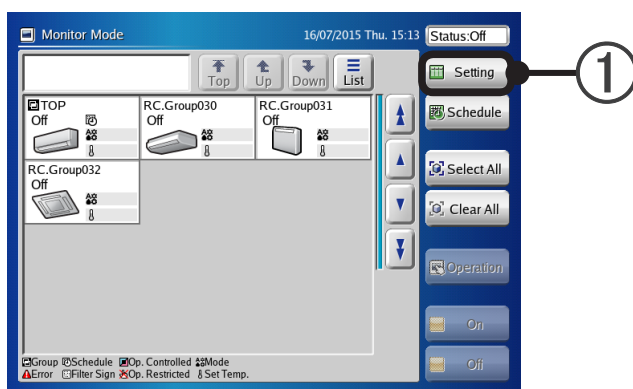 Monitor Mode 16/07/2015 Thu. 15:13 Status:Off
Top Up Down List
Setting
1
TOP
Off
RC.Group030
Off
RC.Group031
Off
Schedule
RC.Group032
Off
Select All
Clear All
Operation
On
Off
Group Schedule Op. Controlled Mode
Error Filter Sign Op. Restricted Set Temp.